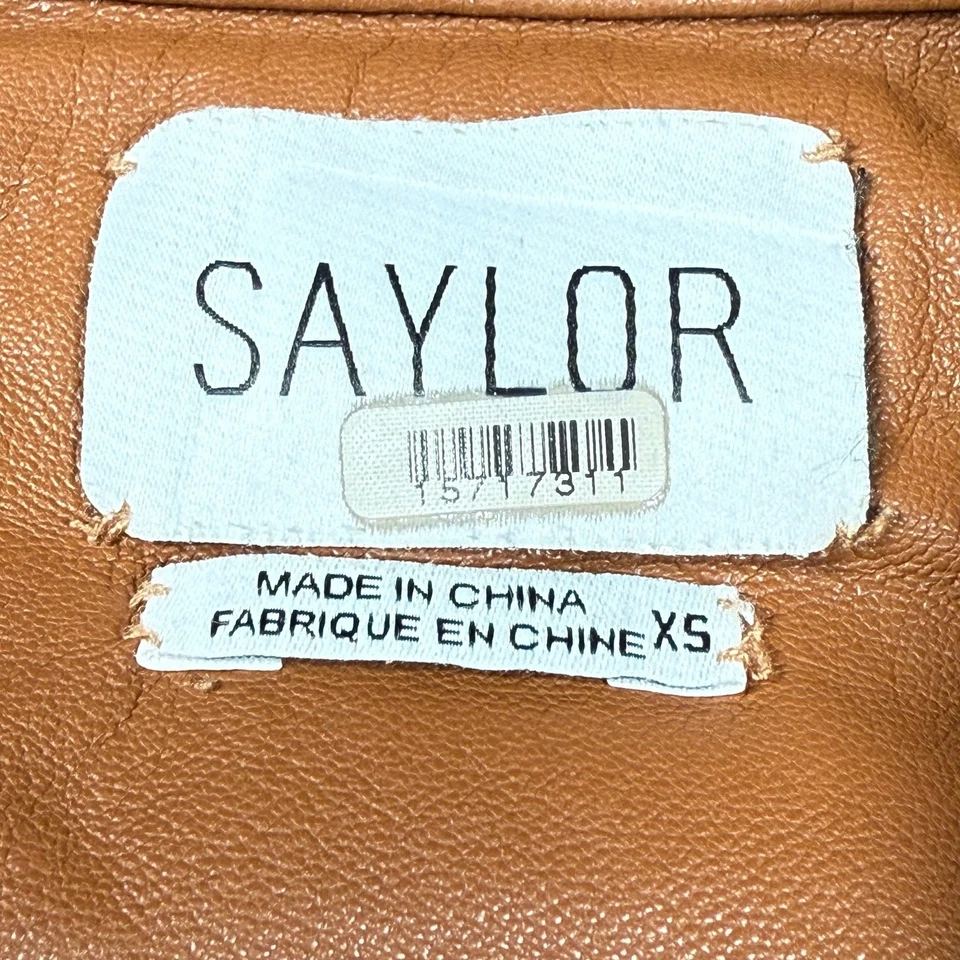 SAYLOR
15717311
MADE IN CHINA
FABRIQUE EN CHINE XS